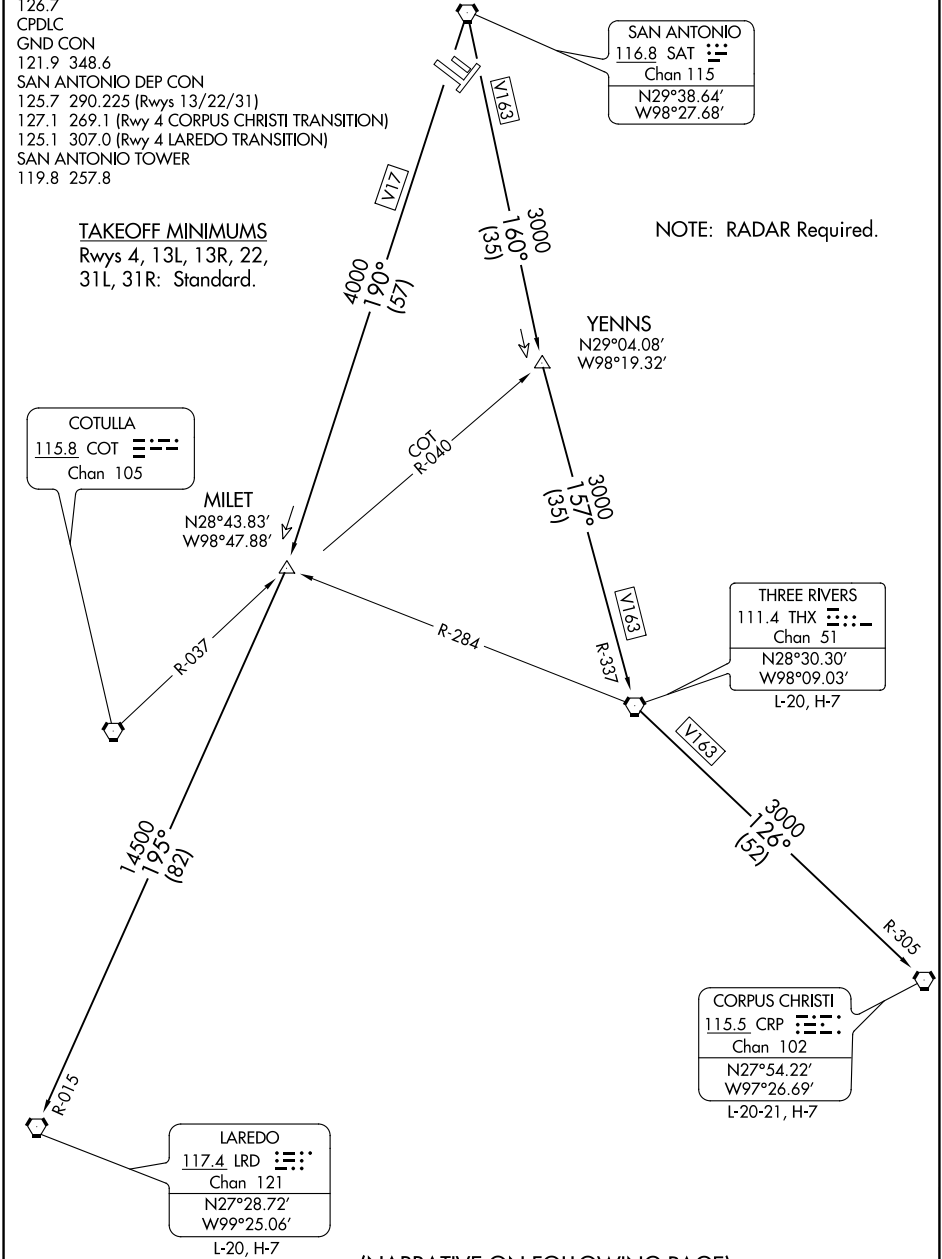 126.7
CPDLC
GND CON
121.9 348.6
SAN ANTONIO DEP CON
125.7 290.225 (Rwys 13/22/31)
127.1 269.1 (Rwy 4 CORPUS CHRISTI TRANSITION)
125.1 307.0 (Rwy 4 LAREDO TRANSITION)
SAN ANTONIO TOWER
119.8 257.8
SAN ANTONIO
116.8 SAT
Chan 115
N29°38.64'
W98°27.68'
TAKEOFF MINIMUMS
Rwys 4, 13L, 13R, 22,
31L, 31R: Standard.
NOTE: RADAR Required.
V17
4000
190°
(57)
V163
3000
160°
(35)
YENNS
N29°04.08'
W98°19.32'
COTULLA
115.8 COT
Chan 105
COT
R-040
MILET
N28°43.83'
W98°47.88'
3000
157°
(35)
V163
R-337
R-037
R-284
THREE RIVERS
111.4 THX
Chan 51
N28°30.30'
W98°09.03'
L-20, H-7
V163
3000
126°
(52)
R-305
14500
195°
(82)
R-015
CORPUS CHRISTI
115.5 CRP
Chan 102
N27°54.22'
W97°26.69'
L-20-21, H-7
LAREDO
117.4 LRD
Chan 121
N27°28.72'
W99°25.06'
L-20, H-7